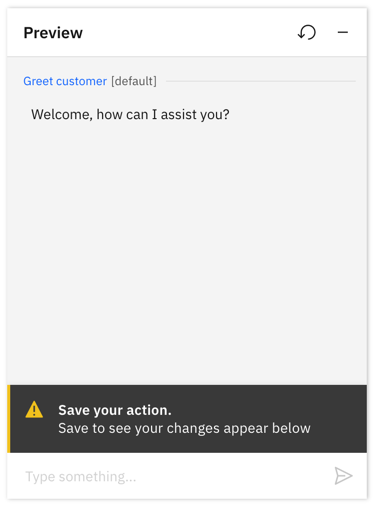 Preview
Greet customer [default]
Welcome, how can I assist you?
Save your action.
Save to see your changes appear below
Type something...